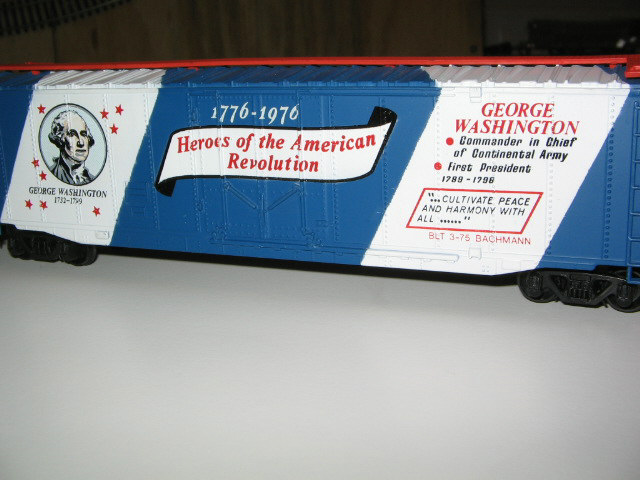 GEORGE WASHINGTON
1732-1799
1776-1976
Heroes of the American
Revolution
GEORGE
WASHINGTON
Commander in Chief
of Continental Army
First President
1789-1796
"... CULTIVATE PEACE
AND HARMONY WITH
ALL ......"
BLT 3-75 BACHMANN